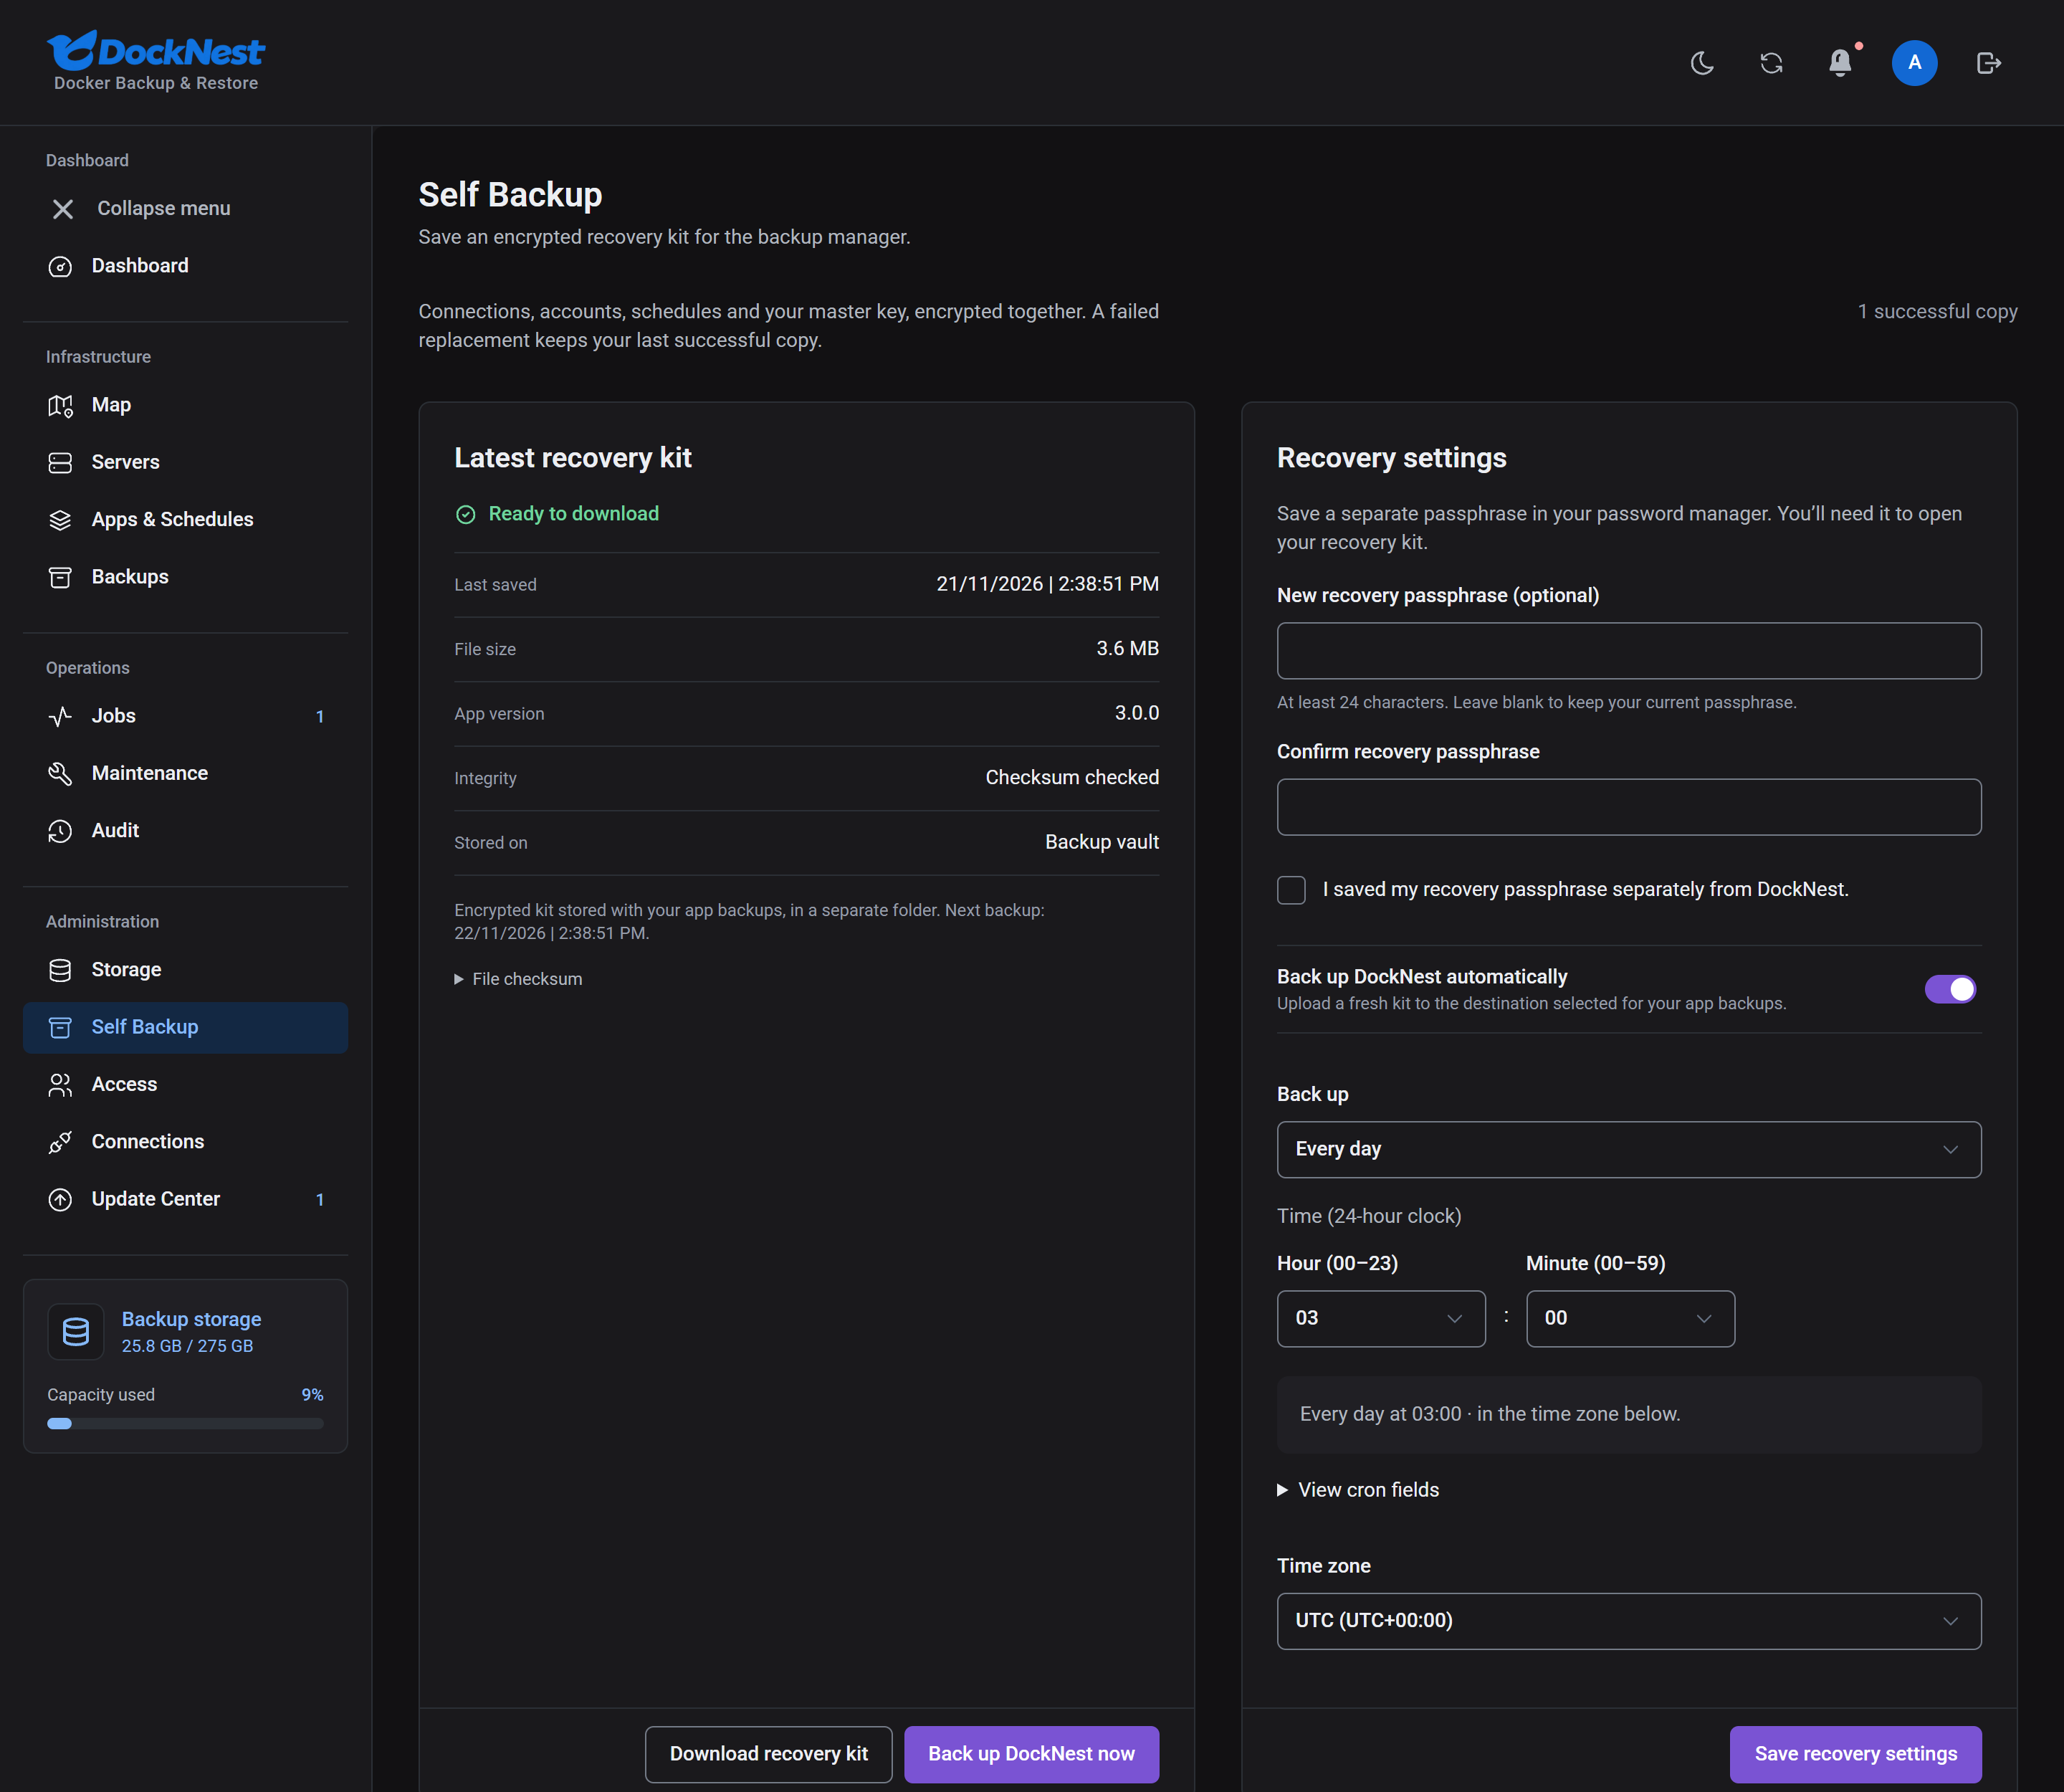 DockNest
Docker Backup & Restore
A
Dashboard
Collapse menu
Dashboard
Infrastructure
Map
Servers
Apps & Schedules
Backups
Operations
Jobs 1
Maintenance
Audit
Administration
Storage
Self Backup
Access
Connections
Update Center 1
Backup storage
25.8 GB / 275 GB
Capacity used 9%
Self Backup
Save an encrypted recovery kit for the backup manager.
Connections, accounts, schedules and your master key, encrypted together. A failed
replacement keeps your last successful copy.
1 successful copy
Latest recovery kit
Ready to download
Last saved 21/11/2026 | 2:38:51 PM
File size 3.6 MB
App version 3.0.0
Integrity Checksum checked
Stored on Backup vault
Encrypted kit stored with your app backups, in a separate folder. Next backup:
22/11/2026 | 2:38:51 PM.
File checksum
Download recovery kit
Back up DockNest now
Recovery settings
Save a separate passphrase in your password manager. You’ll need it to open
your recovery kit.
New recovery passphrase (optional)
At least 24 characters. Leave blank to keep your current passphrase.
Confirm recovery passphrase
I saved my recovery passphrase separately from DockNest.
Back up DockNest automatically
Upload a fresh kit to the destination selected for your app backups.
Back up
Every day
Time (24-hour clock)
Hour (00–23) Minute (00–59)
03 : 00
Every day at 03:00 · in the time zone below.
View cron fields
Time zone
UTC (UTC+00:00)
Save recovery settings